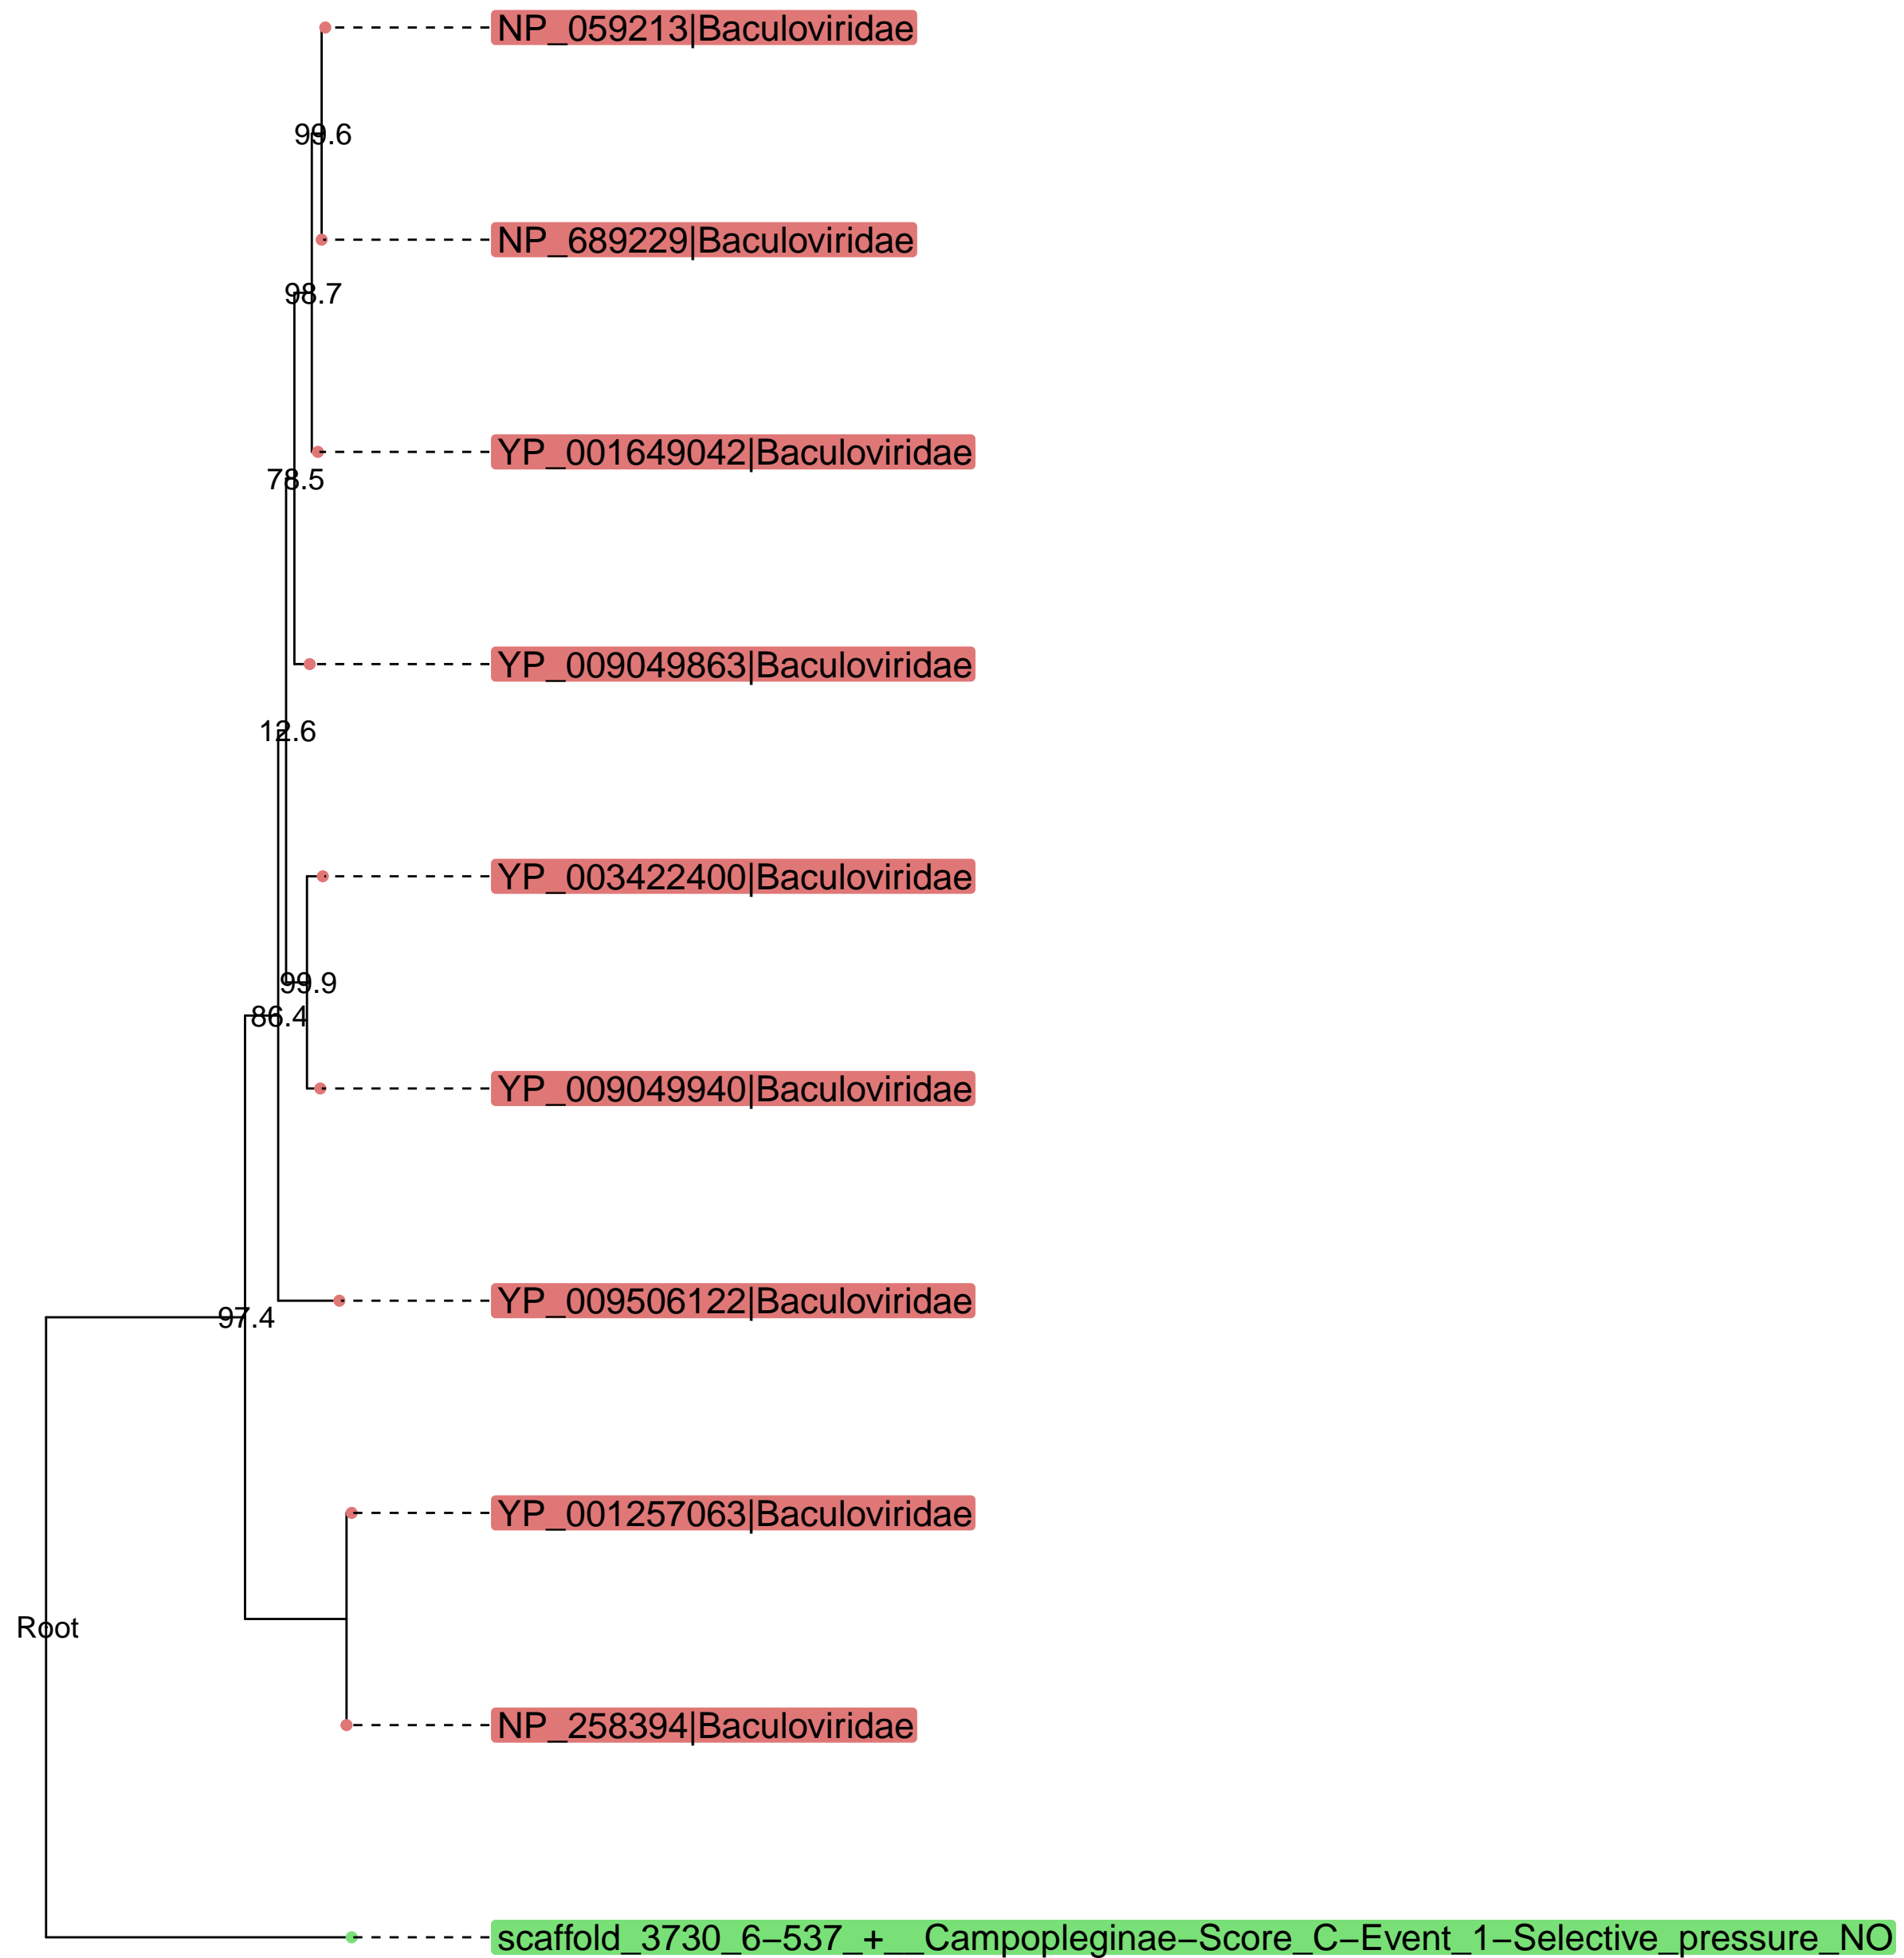 NP_059213|Baculoviridae
99.6
NP_689229|Baculoviridae
98.7
YP_001649042|Baculoviridae
78.5
YP_009049863|Baculoviridae
12.6
YP_003422400|Baculoviridae
99.9
86.4
YP_009049940|Baculoviridae
YP_009506122|Baculoviridae
97.4
YP_001257063|Baculoviridae
Root
NP_258394|Baculoviridae
scaffold_3730_6−537_+__Campopleginae−Score_C−Event_1−Selective_pressure_NO